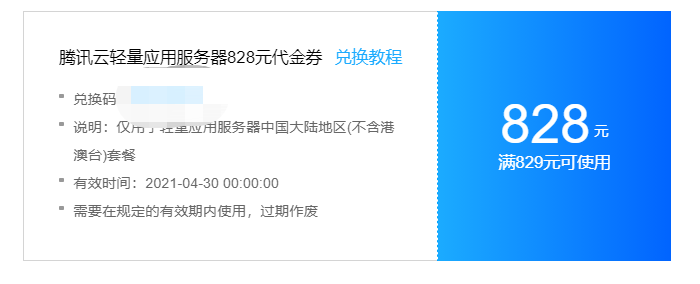 腾讯云轻量应用服务器828元代金券 兑换教程
兑换码
说明：仅用于轻量应用服务器中国大陆地区(不含港
澳台)套餐
有效时间：2021-04-30 00:00:00
需要在规定的有效期内使用，过期作废
828 元
满829元可使用